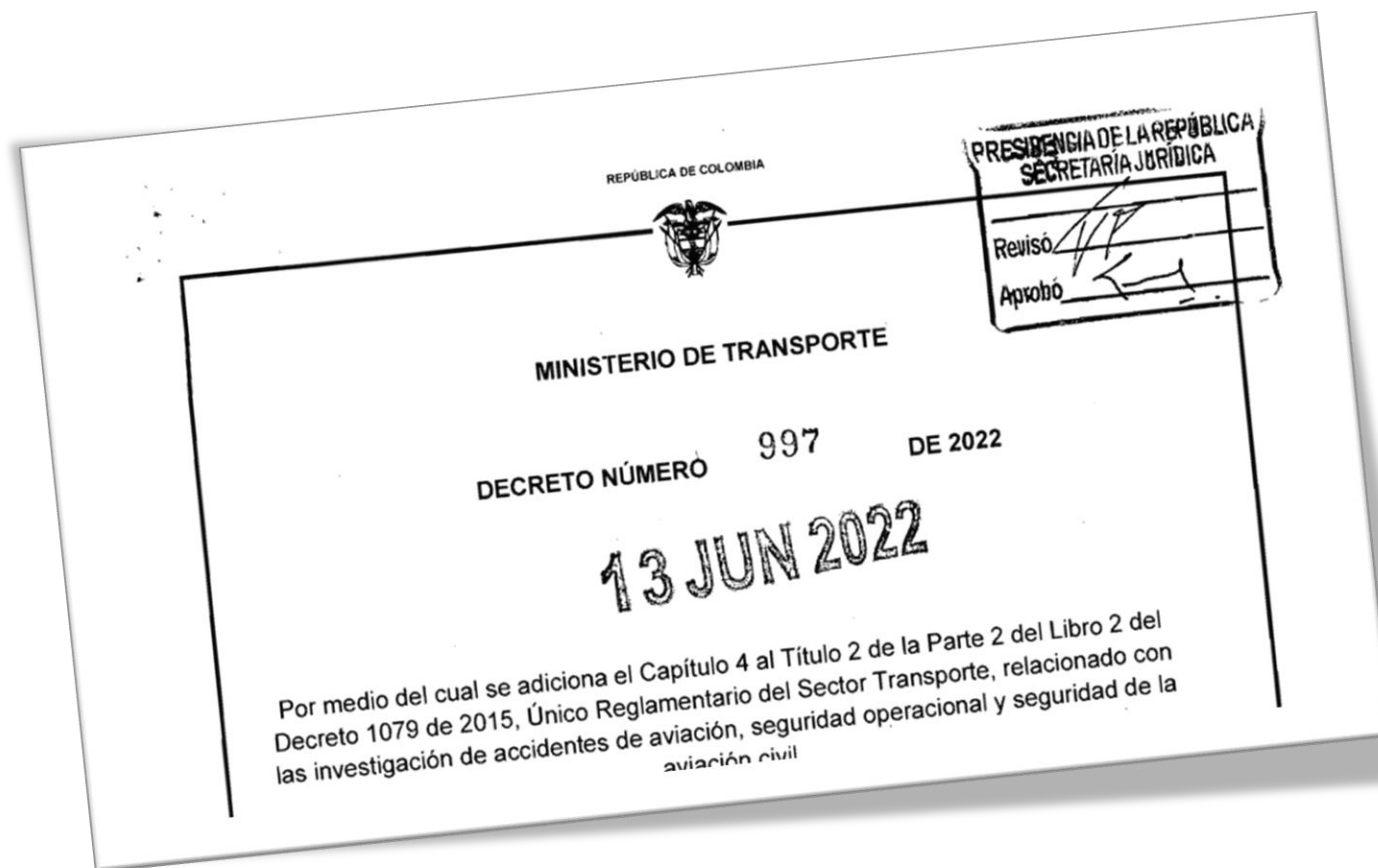 REPÚBLICA DE COLOMBIA
PRESIDENCIA DE LA REPÚBLICA
SECRETARÍA JURÍDICA
Revisó
Aprobó
MINISTERIO DE TRANSPORTE
DECRETO NÚMERO 997 DE 2022
13 JUN 2022
Por medio del cual se adiciona el Capítulo 4 al Título 2 de la Parte 2 del Libro 2 del
Decreto 1079 de 2015, Único Reglamentario del Sector Transporte, relacionado con
las investigación de accidentes de aviación, seguridad operacional y seguridad de la
aviación civil